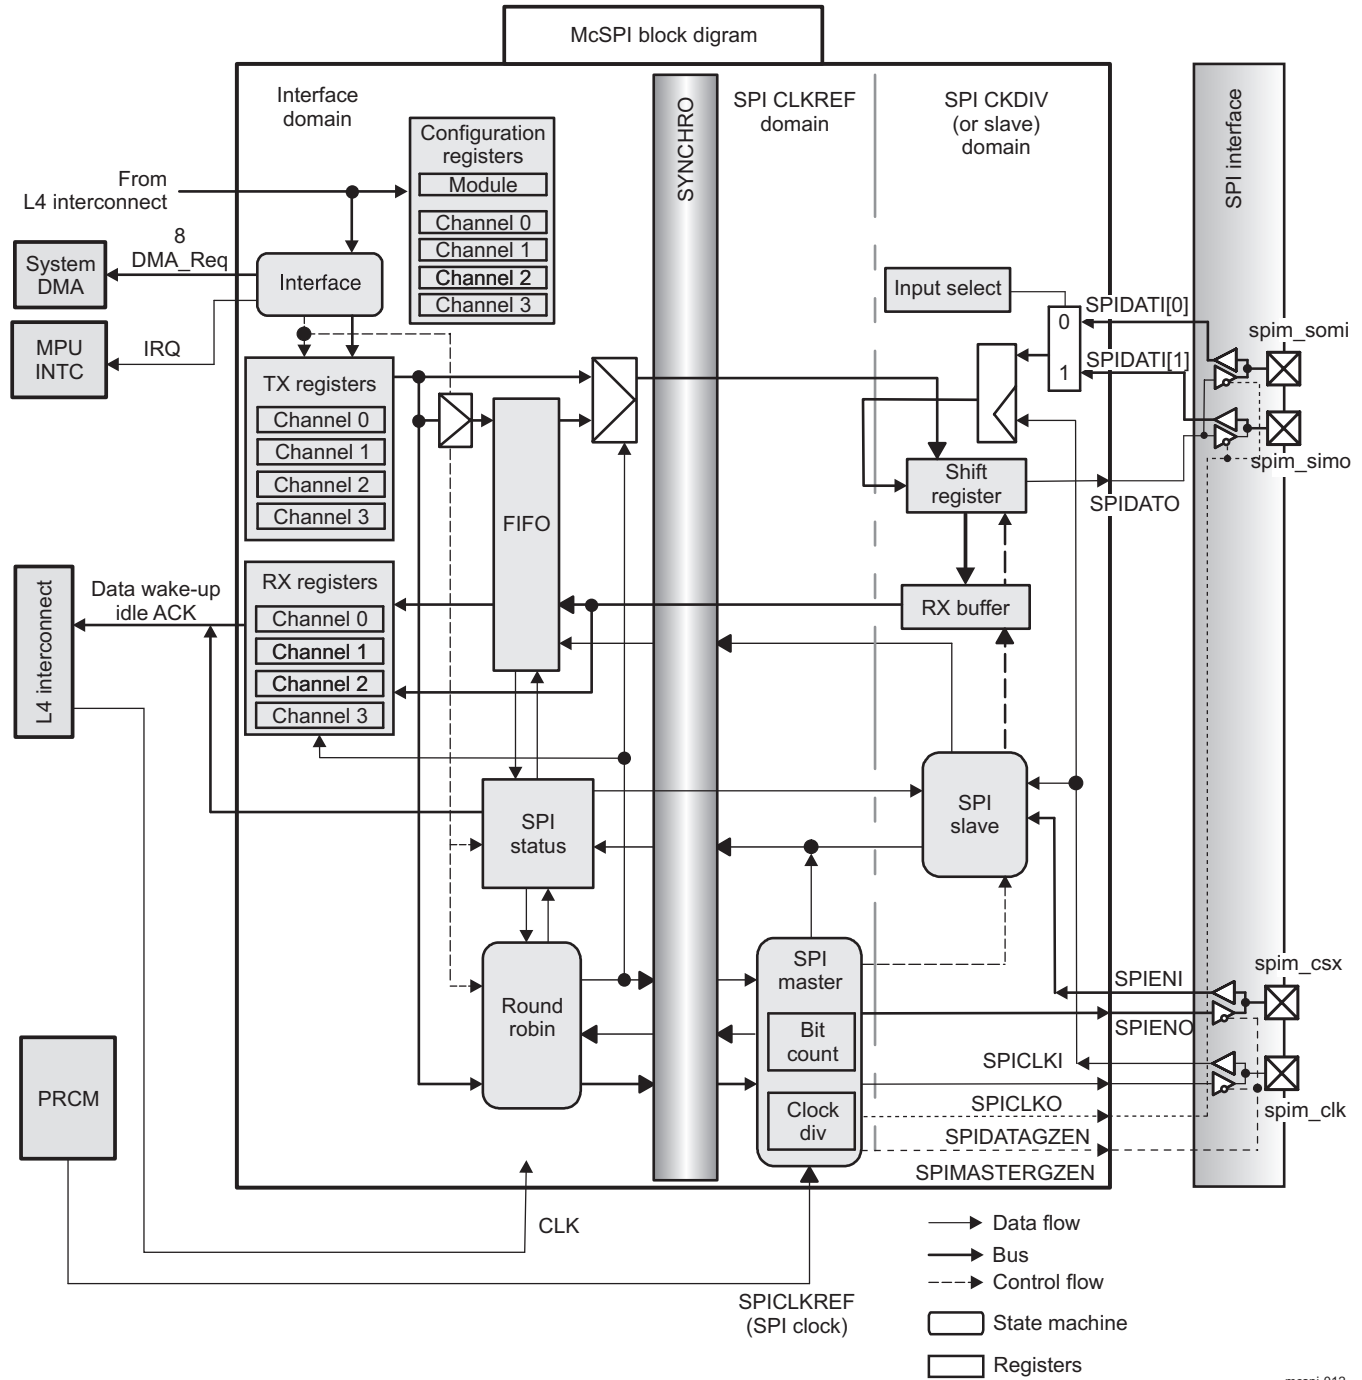 McSPI block digram
Interface
domain
Configuration
registers
Module
Channel 0
Channel 1
Channel 2
Channel 3
SYNCHRO
SPI CLKREF
domain
SPI CKDIV
(or slave)
domain
SPI interface
From
L4 interconnect
8
DMA_Req
System
DMA
Interface
MPU
INTC
IRQ
Input select
0
1
SPIDATI[0]
SPIDATI[1]
spim_somi
spim_simo
TX registers
Channel 0
Channel 1
Channel 2
Channel 3
FIFO
Shift
register
SPIDATO
RX registers
Channel 0
Channel 1
Channel 2
Channel 3
RX buffer
Data wake-up
idle ACK
L4 interconnect
SPI
status
SPI
slave
Round
robin
SPI
master
Bit
count
Clock
div
SPIENI
SPIENO
SPICLKI
SPICLKO
SPIDATAGZEN
SPIMASTERGZEN
spim_csx
spim_clk
PRCM
CLK
SPICLKREF
(SPI clock)
Data flow
Bus
Control flow
State machine
Registers